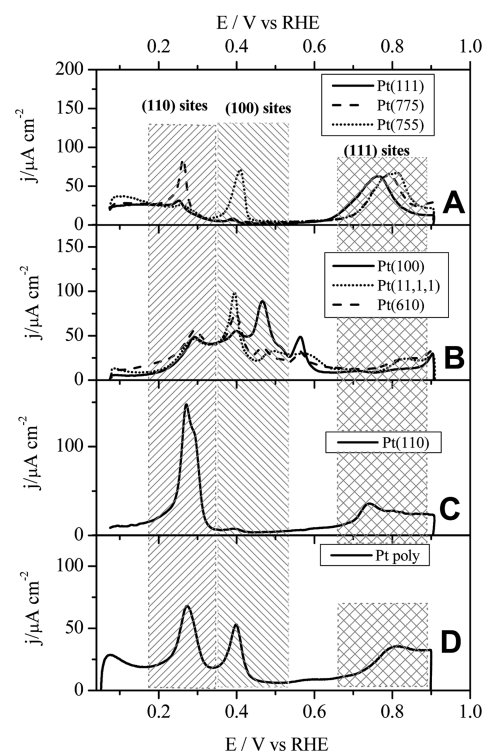 E / V vs RHE
0.2 0.4 0.6 0.8 1.0
200
150
100
50
0
j/µA cm-2
(110) sites
(100) sites
(111) sites
Pt(111)
Pt(775)
Pt(755)
A
150
100
50
0
j/µA cm-2
Pt(100)
Pt(11,1,1)
Pt(610)
B
100
50
0
j/µA cm-2
Pt(110)
C
100
50
0
j/µA cm-2
Pt poly
D
0.2 0.4 0.6 0.8 1.0
E / V vs RHE